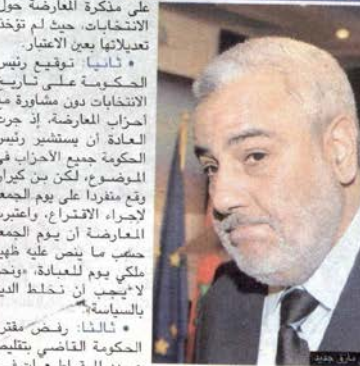 على مذكرة المعارضة حول
الانتخابات، حيث لم تؤخذ
تعديلاتها بعين الاعتبار.
• ثانيا: توقيع رئيس
الحكومة على تاريخ
الانتخابات دون مشاورة
أحزاب المعارضة، إذ جرت
العادة أن يستشير رئيس
الحكومة جميع الأحزاب في
الموضوع، لكن بن كيران
وقع منفردا على يوم الجمعة
لإجراء الاقتراع، واعتبرت
المعارضة أن يوم الجمعة
حسب ما ينص عليه ظهير
ملكي يوم للعبادة، «ونحن
لا يجب أن نخلط الدين
بالسياسة».
• ثالثا: رفض مقترح
الحكومة القاضي بتقليص